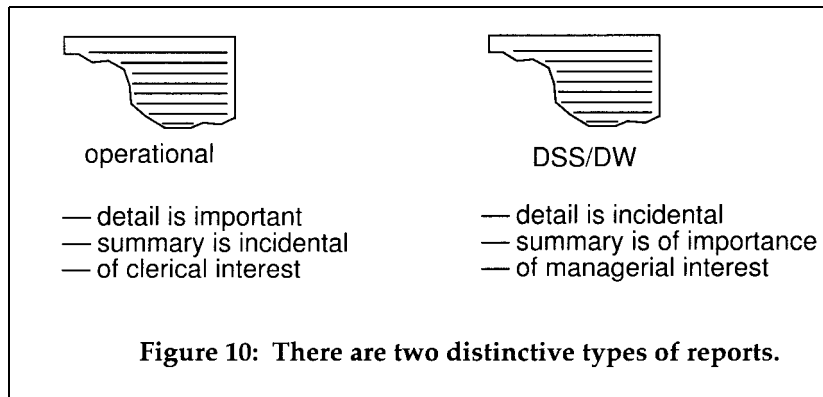 operational
— detail is important
— summary is incidental
— of clerical interest
DSS/DW
— detail is incidental
— summary is of importance
— of managerial interest
Figure 10: There are two distinctive types of reports.